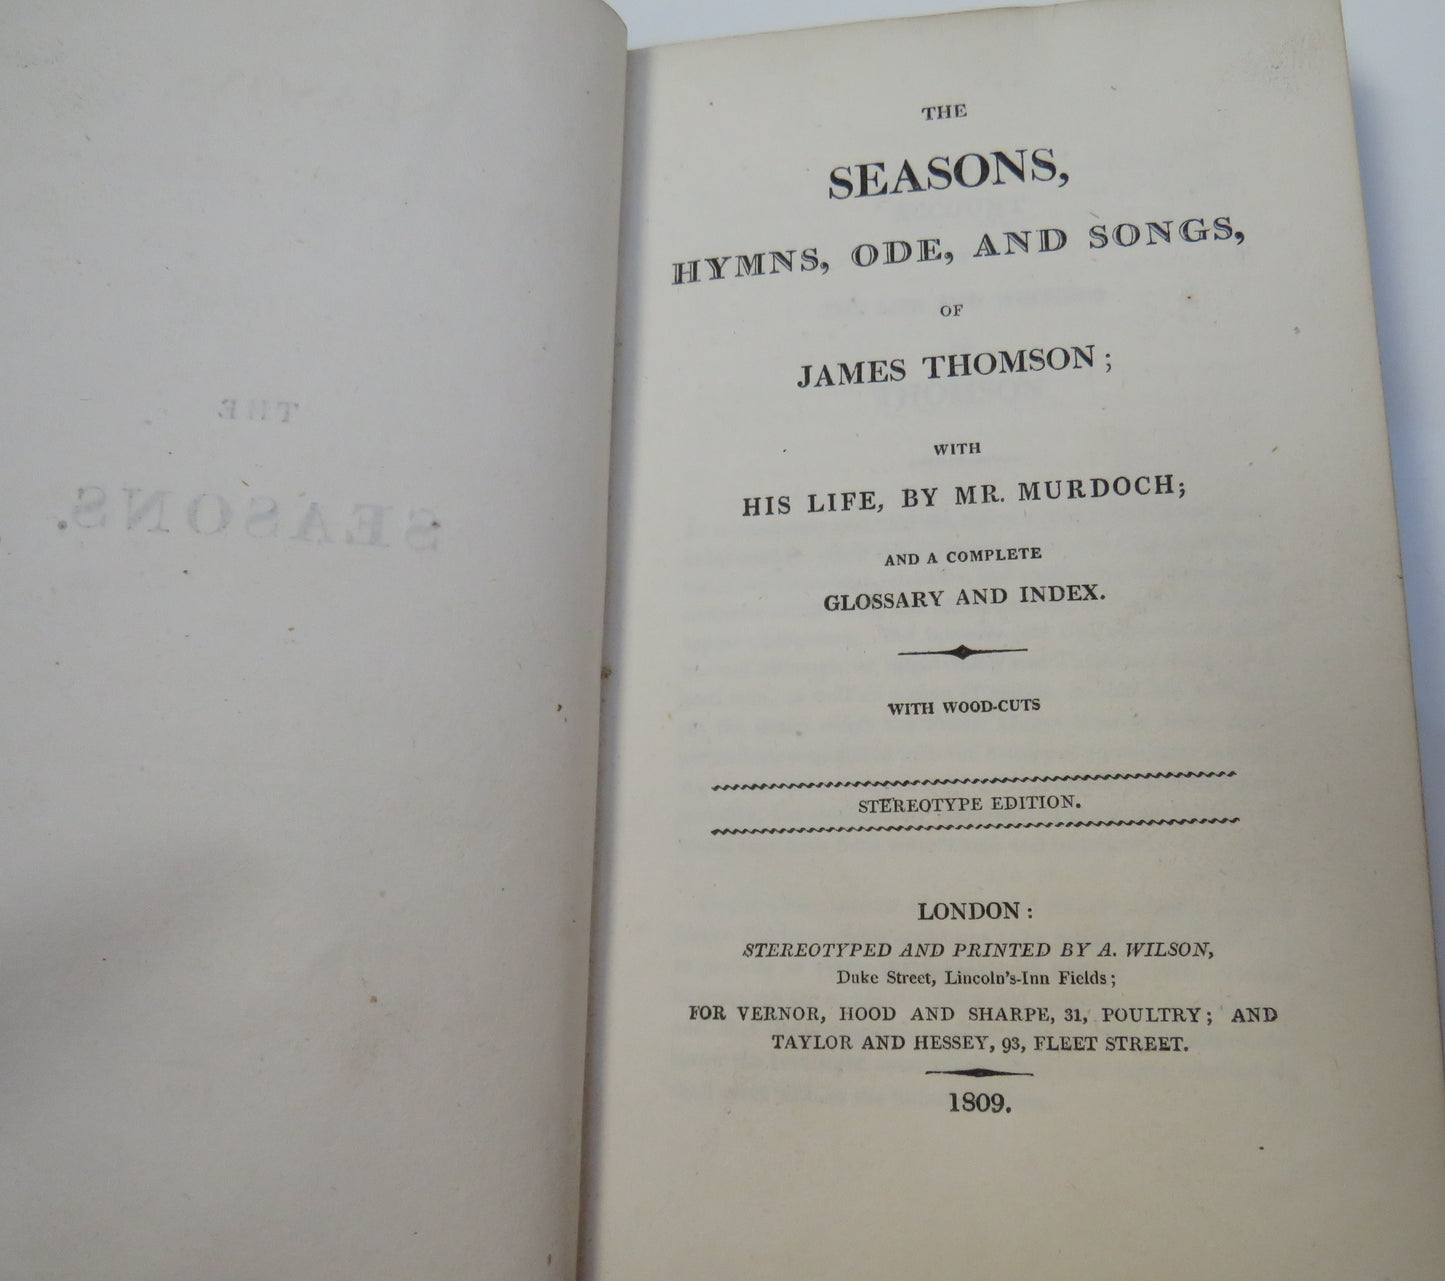 THE
SEASONS.
THE
SEASONS,
HYMNS, ODE, AND SONGS,
OF
JAMES THOMSON;
WITH
HIS LIFE, BY MR. MURDOCH;
AND A COMPLETE
GLOSSARY AND INDEX.
WITH WOOD-CUTS
STEREOTYPE EDITION.
LONDON:
STEREOTYPED AND PRINTED BY A. WILSON,
Duke Street, Lincoln's-Inn Fields;
FOR VERNOR, HOOD AND SHARPE, 31, POULTRY; AND
TAYLOR AND HESSEY, 93, FLEET STREET.
1809.